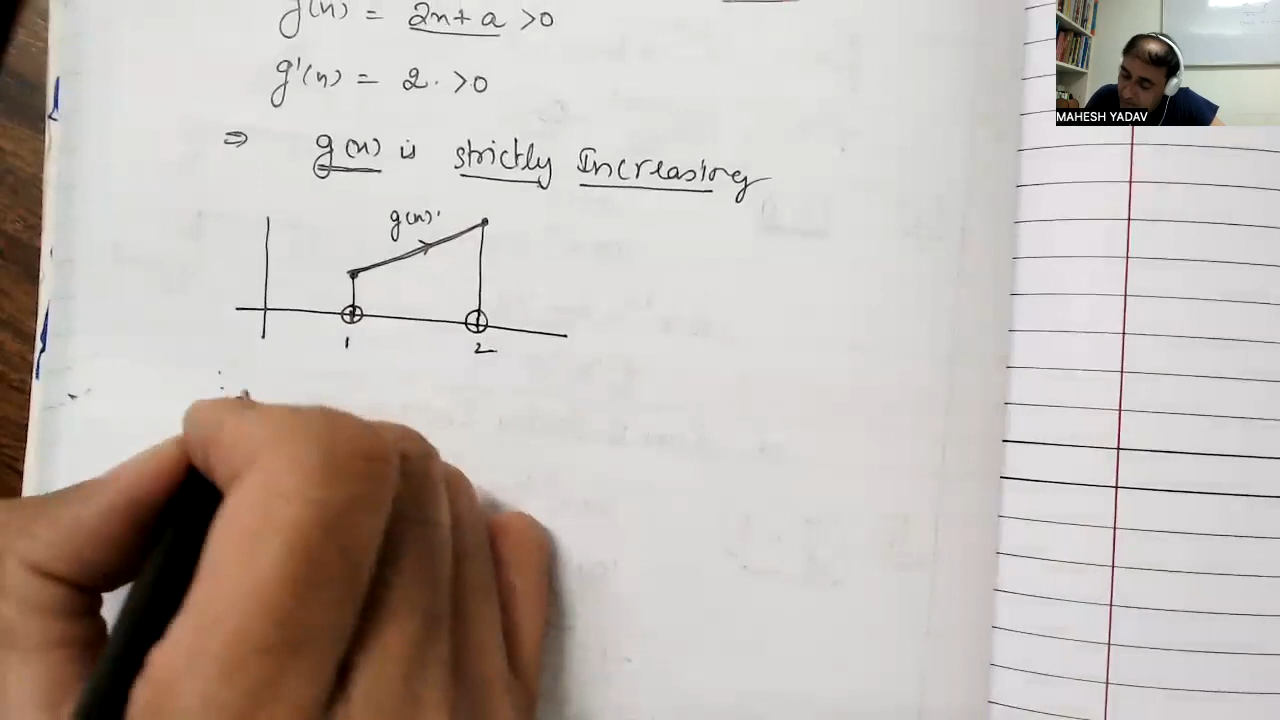 g(x) = 2x + a > 0
g'(x) = 2 . > 0
⇒ g(x) is strictly Increasing
g(x)
1 2
MAHESH YADAV